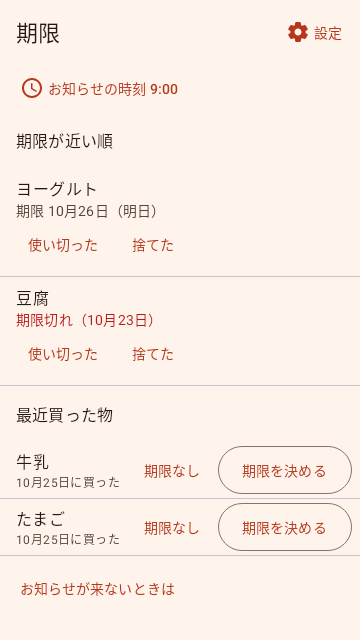 期限
設定
お知らせの時刻 9:00
期限が近い順
ヨーグルト
期限 10月26日（明日）
使い切った 捨てた
豆腐
期限切れ（10月23日）
使い切った 捨てた
最近買った物
牛乳
10月25日に買った
期限なし
期限を決める
たまご
10月25日に買った
期限なし
期限を決める
お知らせが来ないときは